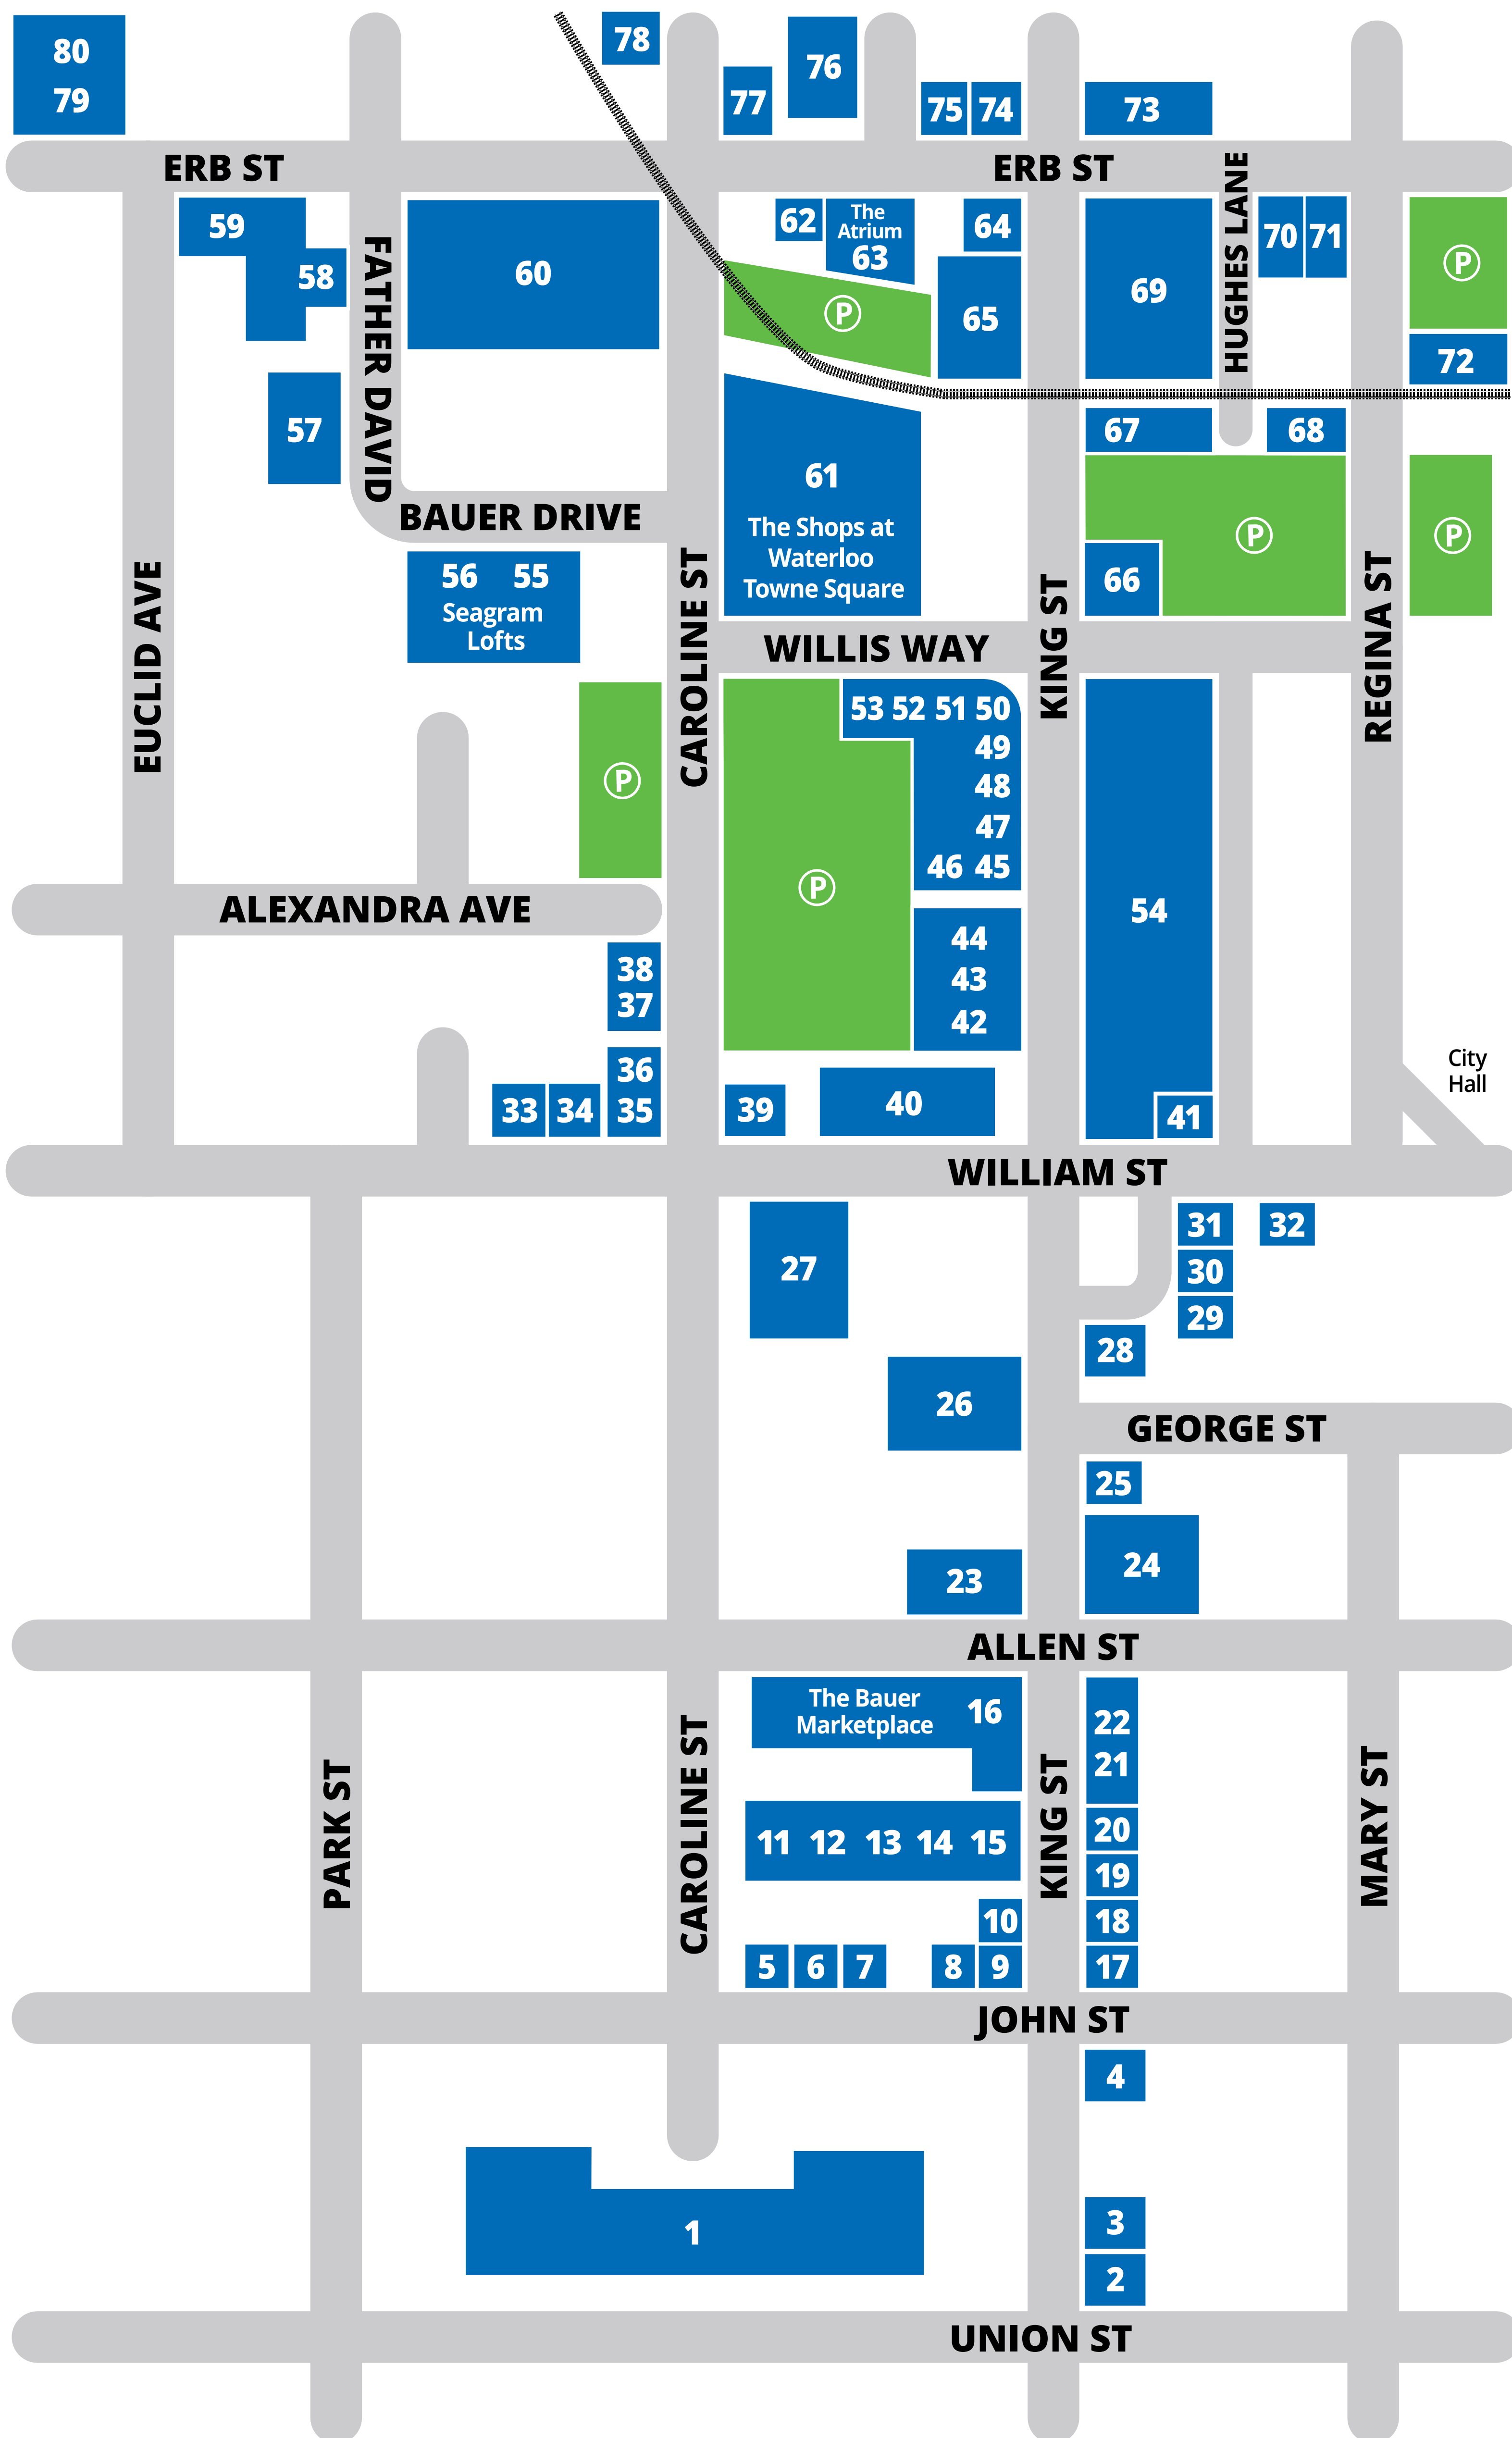 80
79
78
77
76
75 74
73
ERB ST
ERB ST
59
58
FATHER DAVID
60
62
The
Atrium
63
64
65
P
69
HUGHES LANE
70 71
P
72
57
67
68
61
The Shops at
Waterloo
Towne Square
P
P
66
BAUER DRIVE
56 55
Seagram
Lofts
EUCLID AVE
CAROLINE ST
WILLIS WAY
KING ST
REGINA ST
53 52 51 50
49
48
47
46 45
P
P
54
ALEXANDRA AVE
44
43
42
38
37
36
35
33 34
39
40
41
City
Hall
WILLIAM ST
27
31
32
30
29
28
26
GEORGE ST
25
24
23
ALLEN ST
The Bauer
Marketplace
16
22
21
PARK ST
CAROLINE ST
KING ST
MARY ST
11 12 13 14 15
20
19
10
18
5 6 7 8 9
17
JOHN ST
4
1
3
2
UNION ST